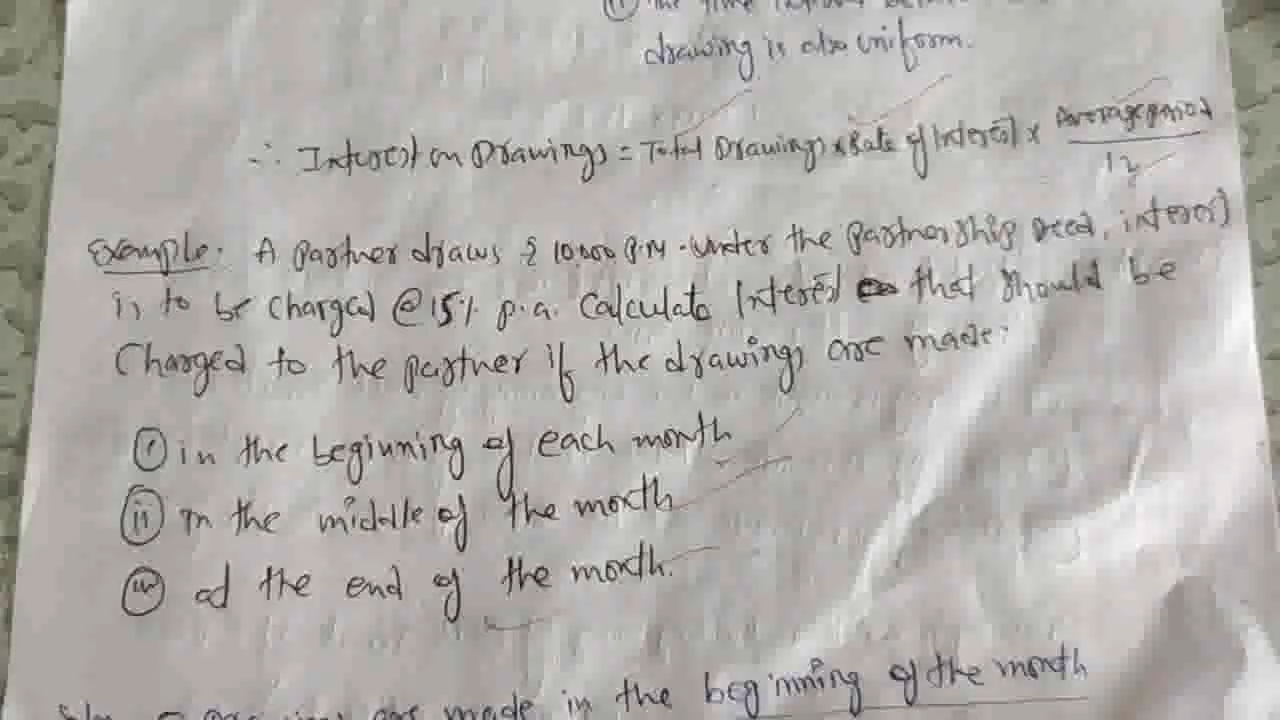 drawing is also uniform.
∴ Interest on Drawings = Total Drawings x Rate of Interest x Average period / 12
Example: A partner draws ₹ 10,000 P.M. Under the partnership Deed, interest
is to be charged @ 15% p.a. Calculate Interest that should be
Charged to the partner if the drawings are made:
(i) in the beginning of each month
(ii) in the middle of the month
(iii) at the end of the month.
are made in the beginning of the month